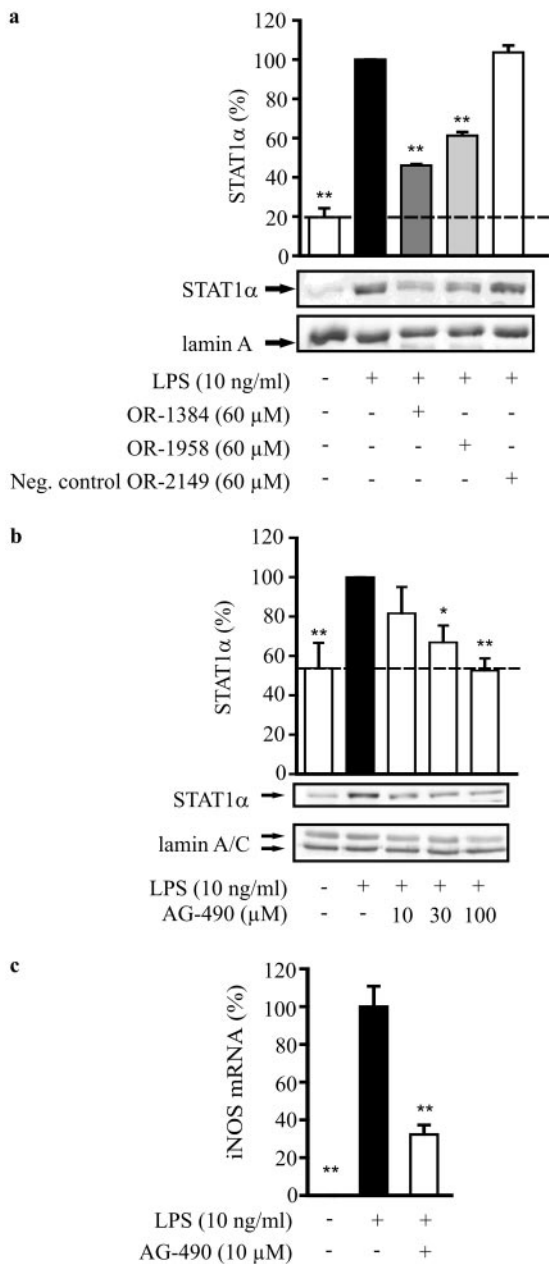 a
120
100
80
60
40
20
0
STAT1α (%)
**
**
**
STAT1α
lamin A
LPS (10 ng/ml) - + + + +
OR-1384 (60 µM) - - + - -
OR-1958 (60 µM) - - - + -
Neg. control OR-2149 (60 µM) - - - - +
b
120
100
80
60
40
20
0
STAT1α (%)
**
*
**
STAT1α
lamin A/C
LPS (10 ng/ml) - + + + +
AG-490 (µM) - - 10 30 100
c
120
100
80
60
40
20
0
iNOS mRNA (%)
**
**
LPS (10 ng/ml) - + +
AG-490 (10 µM) - - +